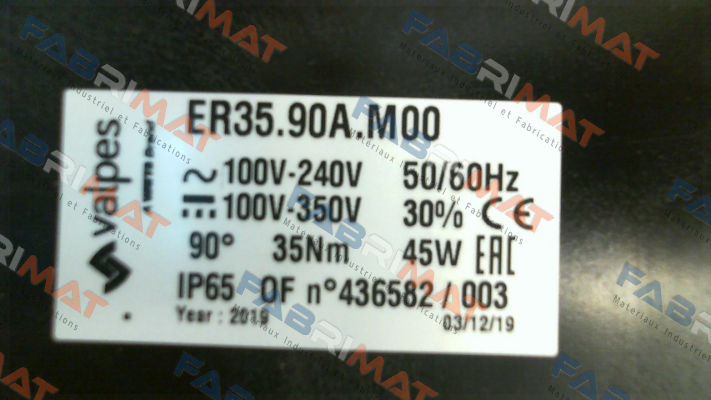 ER35.90A.M00
100V-240V 50/60Hz
100V-350V 30% CE
90° 35Nm 45W EAC
IP65 OF n°436582 / 003
Year : 2019 03/12/19
valpes
FABRIMAT
Materiaux Industriel et Fabrications